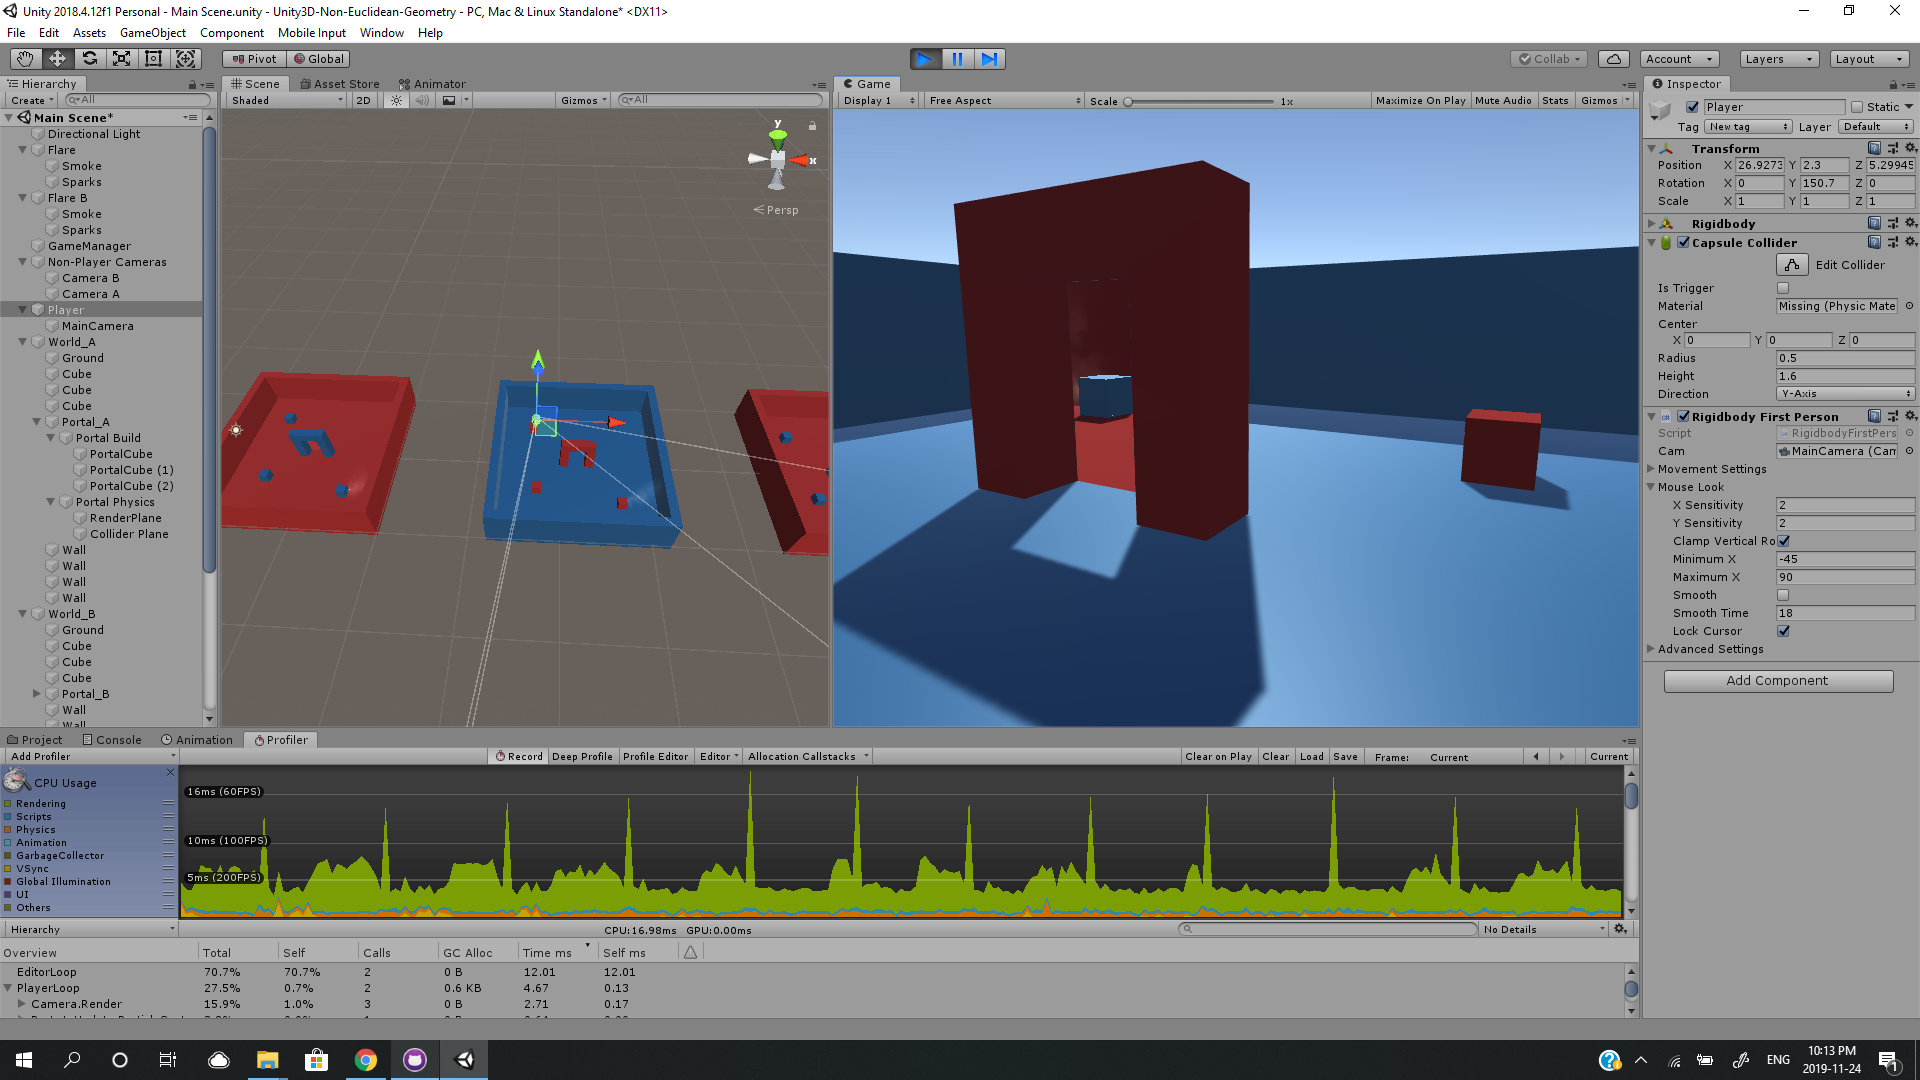 Unity 2018.4.12f1 Personal - Main Scene.unity - Unity3D-Non-Euclidean-Geometry - PC, Mac & Linux Standalone* <DX11>
File Edit Assets GameObject Component Mobile Input Window Help
Pivot Global Collab Account Layers Layout
Hierarchy
Create All
Main Scene*
Directional Light
Flare
Smoke
Sparks
Flare B
Smoke
Sparks
GameManager
Non-Player Cameras
Camera B
Camera A
Player
MainCamera
World_A
Ground
Cube
Cube
Cube
Portal_A
Portal Build
PortalCube
PortalCube (1)
PortalCube (2)
Portal Physics
RenderPlane
Collider Plane
Wall
Wall
Wall
Wall
World_B
Ground
Cube
Cube
Cube
Portal_B
Wall
Wall
Scene Asset Store Animator
Shaded 2D Gizmos All
y
x
Persp
Game
Display 1 Free Aspect Scale 1x Maximize On Play Mute Audio Stats Gizmos
Inspector
Player Static
Tag New tag Layer Default
Transform
Position X 26.9273 Y 2.3 Z 5.29945
Rotation X 0 Y 150.7 Z 0
Scale X 1 Y 1 Z 1
Rigidbody
Capsule Collider
Edit Collider
Is Trigger
Material Missing (Physic Mate
Center
X 0 Y 0 Z 0
Radius 0.5
Height 1.6
Direction Y-Axis
Rigidbody First Person
Script RigidbodyFirstPers
Cam MainCamera (Cam
Movement Settings
Mouse Look
X Sensitivity 2
Y Sensitivity 2
Clamp Vertical Ro
Minimum X -45
Maximum X 90
Smooth
Smooth Time 18
Lock Cursor
Advanced Settings
Add Component
Project Console Animation Profiler
Add Profiler Record Deep Profile Profile Editor Editor Allocation Callstacks Clear on Play Clear Load Save Frame: Current Current
CPU Usage
Rendering
Scripts
Physics
Animation
GarbageCollector
VSync
Global Illumination
UI
Others
16ms (60FPS)
10ms (100FPS)
5ms (200FPS)
Hierarchy CPU:16.98ms GPU:0.00ms No Details
Overview Total Self Calls GC Alloc Time ms Self ms
EditorLoop 70.7% 70.7% 2 0 B 12.01 12.01
PlayerLoop 27.5% 0.7% 2 0.6 KB 4.67 0.13
Camera.Render 15.9% 1.0% 3 0 B 2.71 0.17
ENG
10:13 PM
2019-11-24
1